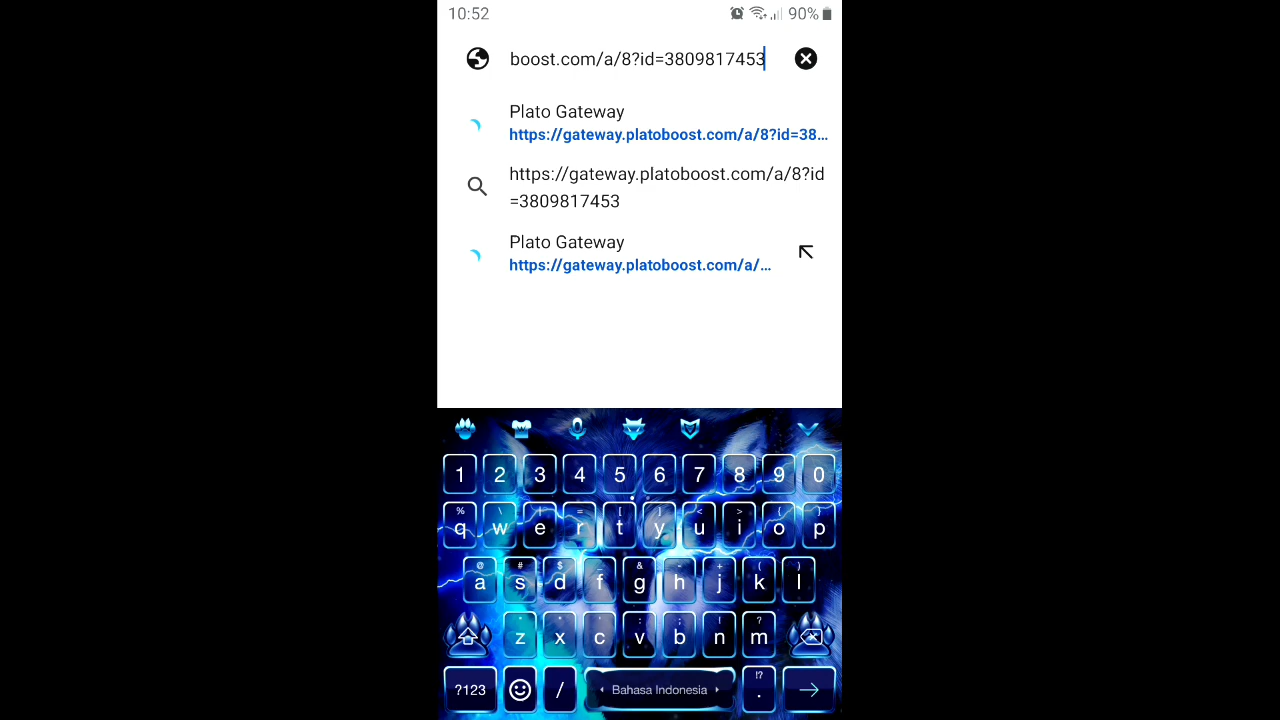 10:52 90%
boost.com/a/8?id=3809817453
Plato Gateway
https://gateway.platoboost.com/a/8?id=38...
https://gateway.platoboost.com/a/8?id
=3809817453
Plato Gateway
https://gateway.platoboost.com/a/...
1 2 3 4 5 6 7 8 9 0
% \ | = [ ] < > { }
q w e r t y u i o p
@ # $ _ & - + ( )
a s d f g h j k l
* " ' : ; ! ?
z x c v b n m
!?
?123 / Bahasa Indonesia .